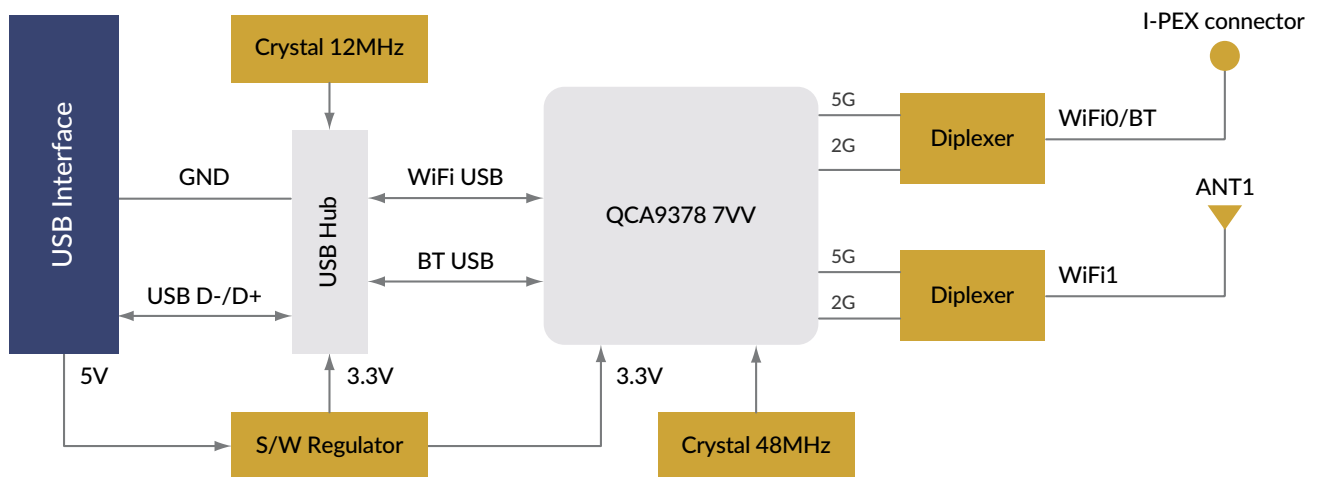 I-PEX connector
Crystal 12MHz
5G
WiFi0/BT
Diplexer
2G
USB Interface
GND
WiFi USB
ANT1
QCA9378 7VV
USB Hub
BT USB
5G
WiFi1
USB D-/D+
Diplexer
2G
5V
3.3V
3.3V
S/W Regulator
Crystal 48MHz